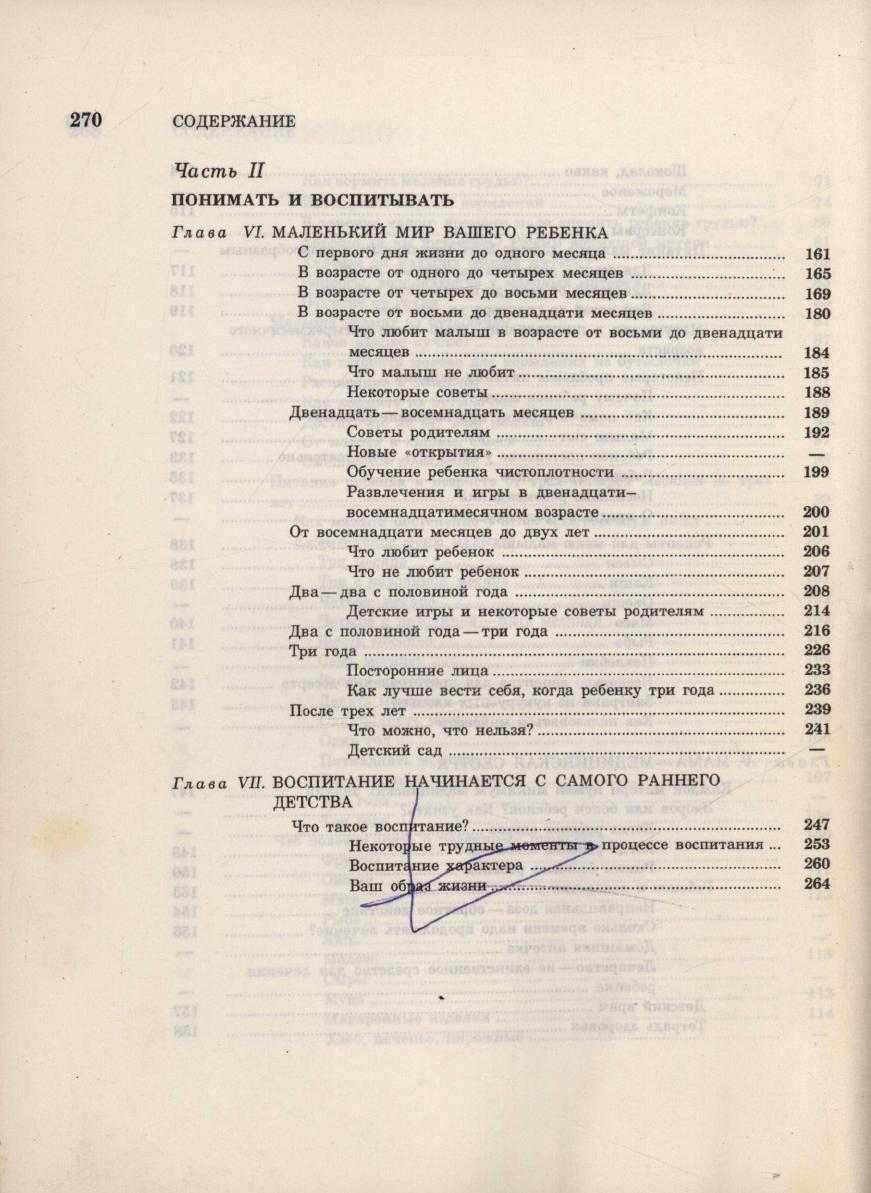 270
СОДЕРЖАНИЕ
Часть II
ПОНИМАТЬ И ВОСПИТЫВАТЬ
Глава VI. МАЛЕНЬКИЙ МИР ВАШЕГО РЕБЕНКА
С первого дня жизни до одного месяца ........ 161
В возрасте от одного до четырех месяцев ........ 165
В возрасте от четырех до восьми месяцев ........ 169
В возрасте от восьми до двенадцати месяцев ........ 180
Что любит малыш в возрасте от восьми до двенадцати
месяцев ........ 184
Что малыш не любит ........ 185
Некоторые советы ........ 188
Двенадцать — восемнадцать месяцев ........ 189
Советы родителям ........ 192
Новые «открытия» ........ —
Обучение ребенка чистоплотности ........ 199
Развлечения и игры в двенадцати—
восемнадцатимесячном возрасте ........ 200
От восемнадцати месяцев до двух лет ........ 201
Что любит ребенок ........ 206
Что не любит ребенок ........ 207
Два — два с половиной года ........ 208
Детские игры и некоторые советы родителям ........ 214
Два с половиной года — три года ........ 216
Три года ........ 226
Посторонние лица ........ 233
Как лучше вести себя, когда ребенку три года ........ 236
После трех лет ........ 239
Что можно, что нельзя? ........ 241
Детский сад ........ —
Глава VII. ВОСПИТАНИЕ НАЧИНАЕТСЯ С САМОГО РАННЕГО
ДЕТСТВА
Что такое воспитание? ........ 247
Некоторые трудные моменты в процессе воспитания ... 253
Воспитание характера ........ 260
Ваш образ жизни ........ 264